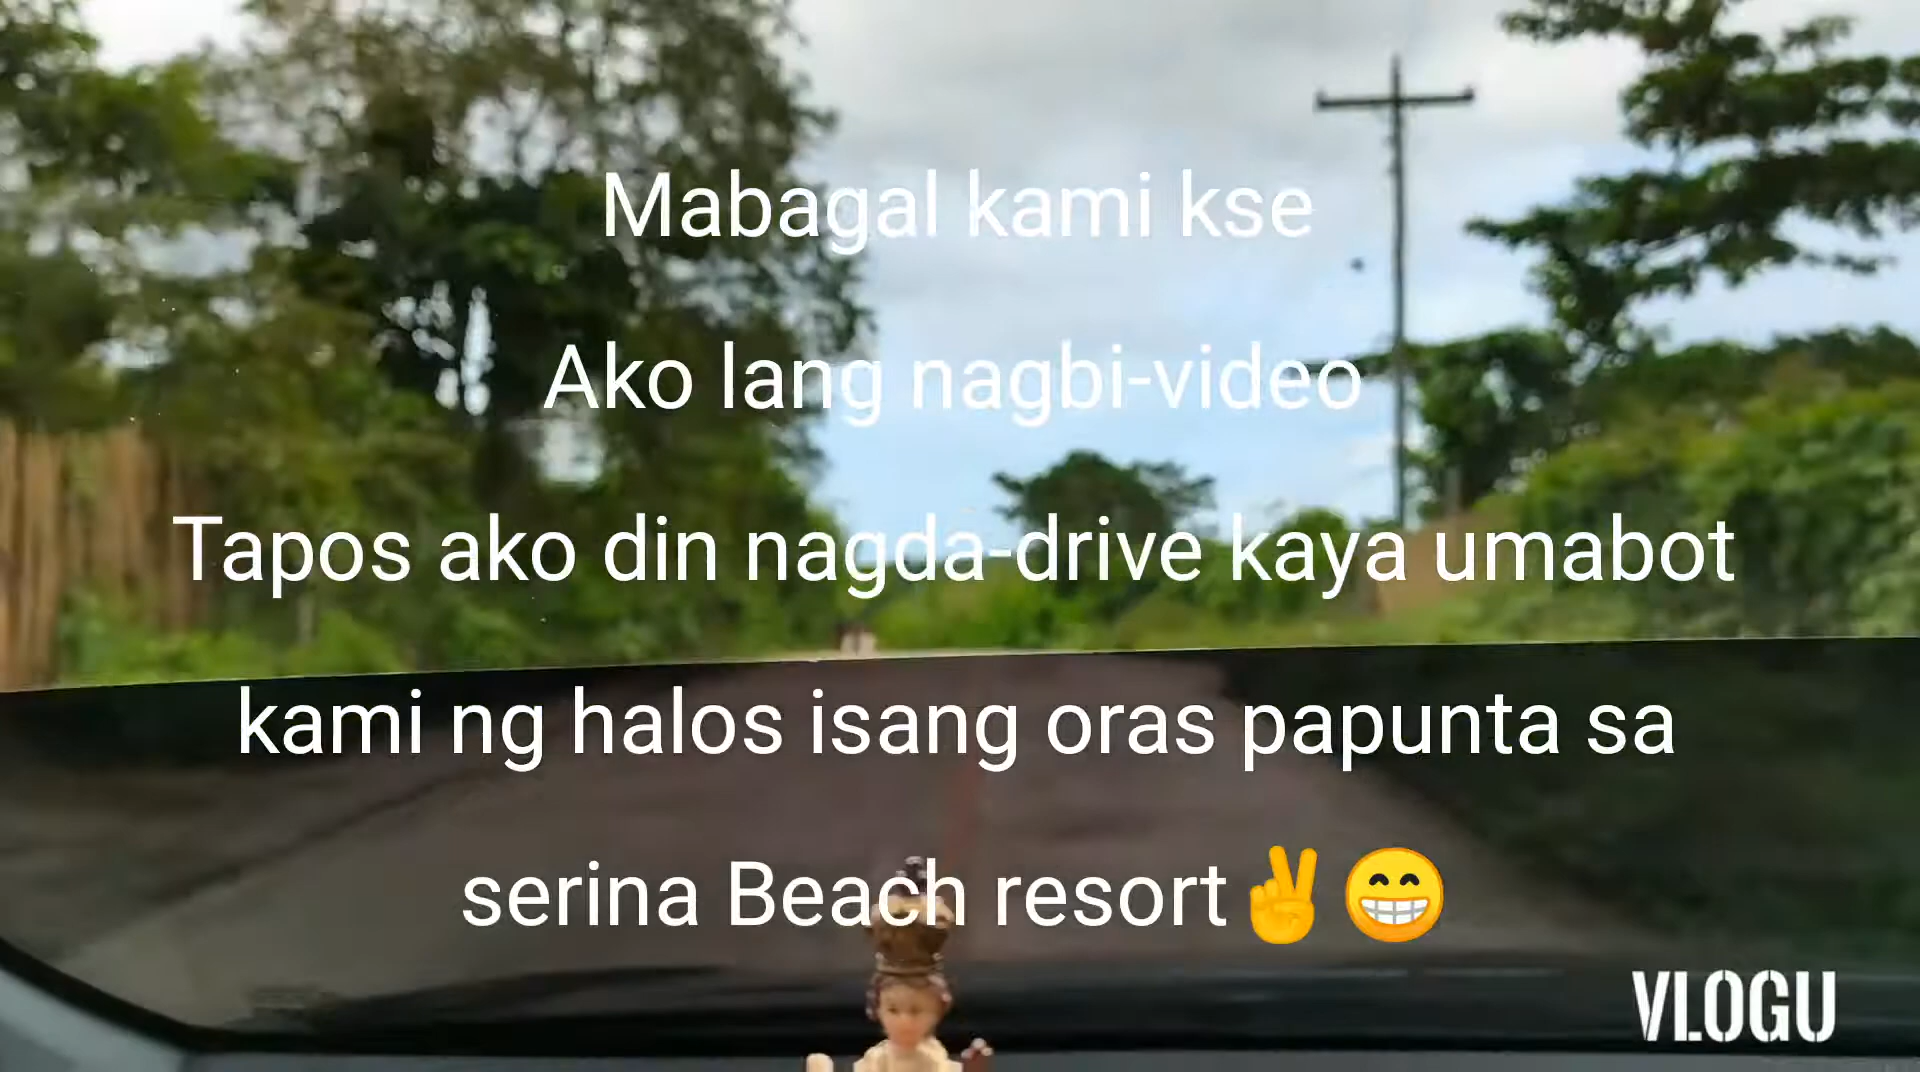 Mabagal kami kse
Ako lang nagbi-video
Tapos ako din nagda-drive kaya umabot
kami ng halos isang oras papunta sa
serina Beach resort✌😁
VLOGU